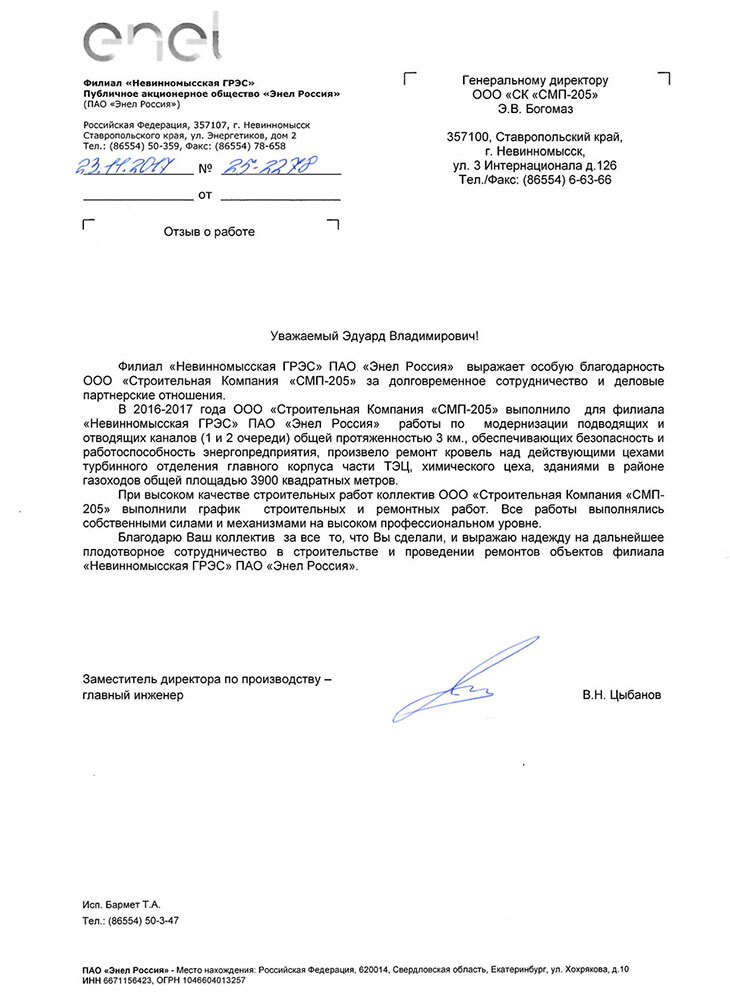 enel
Филиал «Невинномысская ГРЭС»
Публичное акционерное общество «Энел Россия»
(ПАО «Энел Россия»)
Российская Федерация, 357107, г. Невинномысск
Ставропольского края, ул. Энергетиков, дом 2
Тел.: (86554) 50-359, Факс: (86554) 78-658
23.11.2017 № 25-2278
от
Отзыв о работе
Генеральному директору
ООО «СК «СМП-205»
Э.В. Богомаз
357100, Ставропольский край,
г. Невинномысск,
ул. 3 Интернационала д.126
Тел./Факс: (86554) 6-63-66
Уважаемый Эдуард Владимирович!
Филиал «Невинномысская ГРЭС» ПАО «Энел Россия» выражает особую благодарность
ООО «Строительная Компания «СМП-205» за долговременное сотрудничество и деловые
партнерские отношения.
В 2016-2017 года ООО «Строительная Компания «СМП-205» выполнило для филиала
«Невинномысская ГРЭС» ПАО «Энел Россия» работы по модернизации подводящих и
отводящих каналов (1 и 2 очереди) общей протяженностью 3 км., обеспечивающих безопасность и
работоспособность энергопредприятия, произвело ремонт кровель над действующими цехами
турбинного отделения главного корпуса части ТЭЦ, химического цеха, зданиями в районе
газоходов общей площадью 3900 квадратных метров.
При высоком качестве строительных работ коллектив ООО «Строительная Компания «СМП-
205» выполнили график строительных и ремонтных работ. Все работы выполнялись
собственными силами и механизмами на высоком профессиональном уровне.
Благодарю Ваш коллектив за все то, что Вы сделали, и выражаю надежду на дальнейшее
плодотворное сотрудничество в строительстве и проведении ремонтов объектов филиала
«Невинномысская ГРЭС» ПАО «Энел Россия».
Заместитель директора по производству –
главный инженер
В.Н. Цыбанов
Исп. Бармет Т.А.
Тел.: (86554) 50-3-47
ПАО «Энел Россия» - Место нахождения: Российская Федерация, 620014, Свердловская область, Екатеринбург, ул. Хохрякова, д.10
ИНН 6671156423, ОГРН 1046604013257